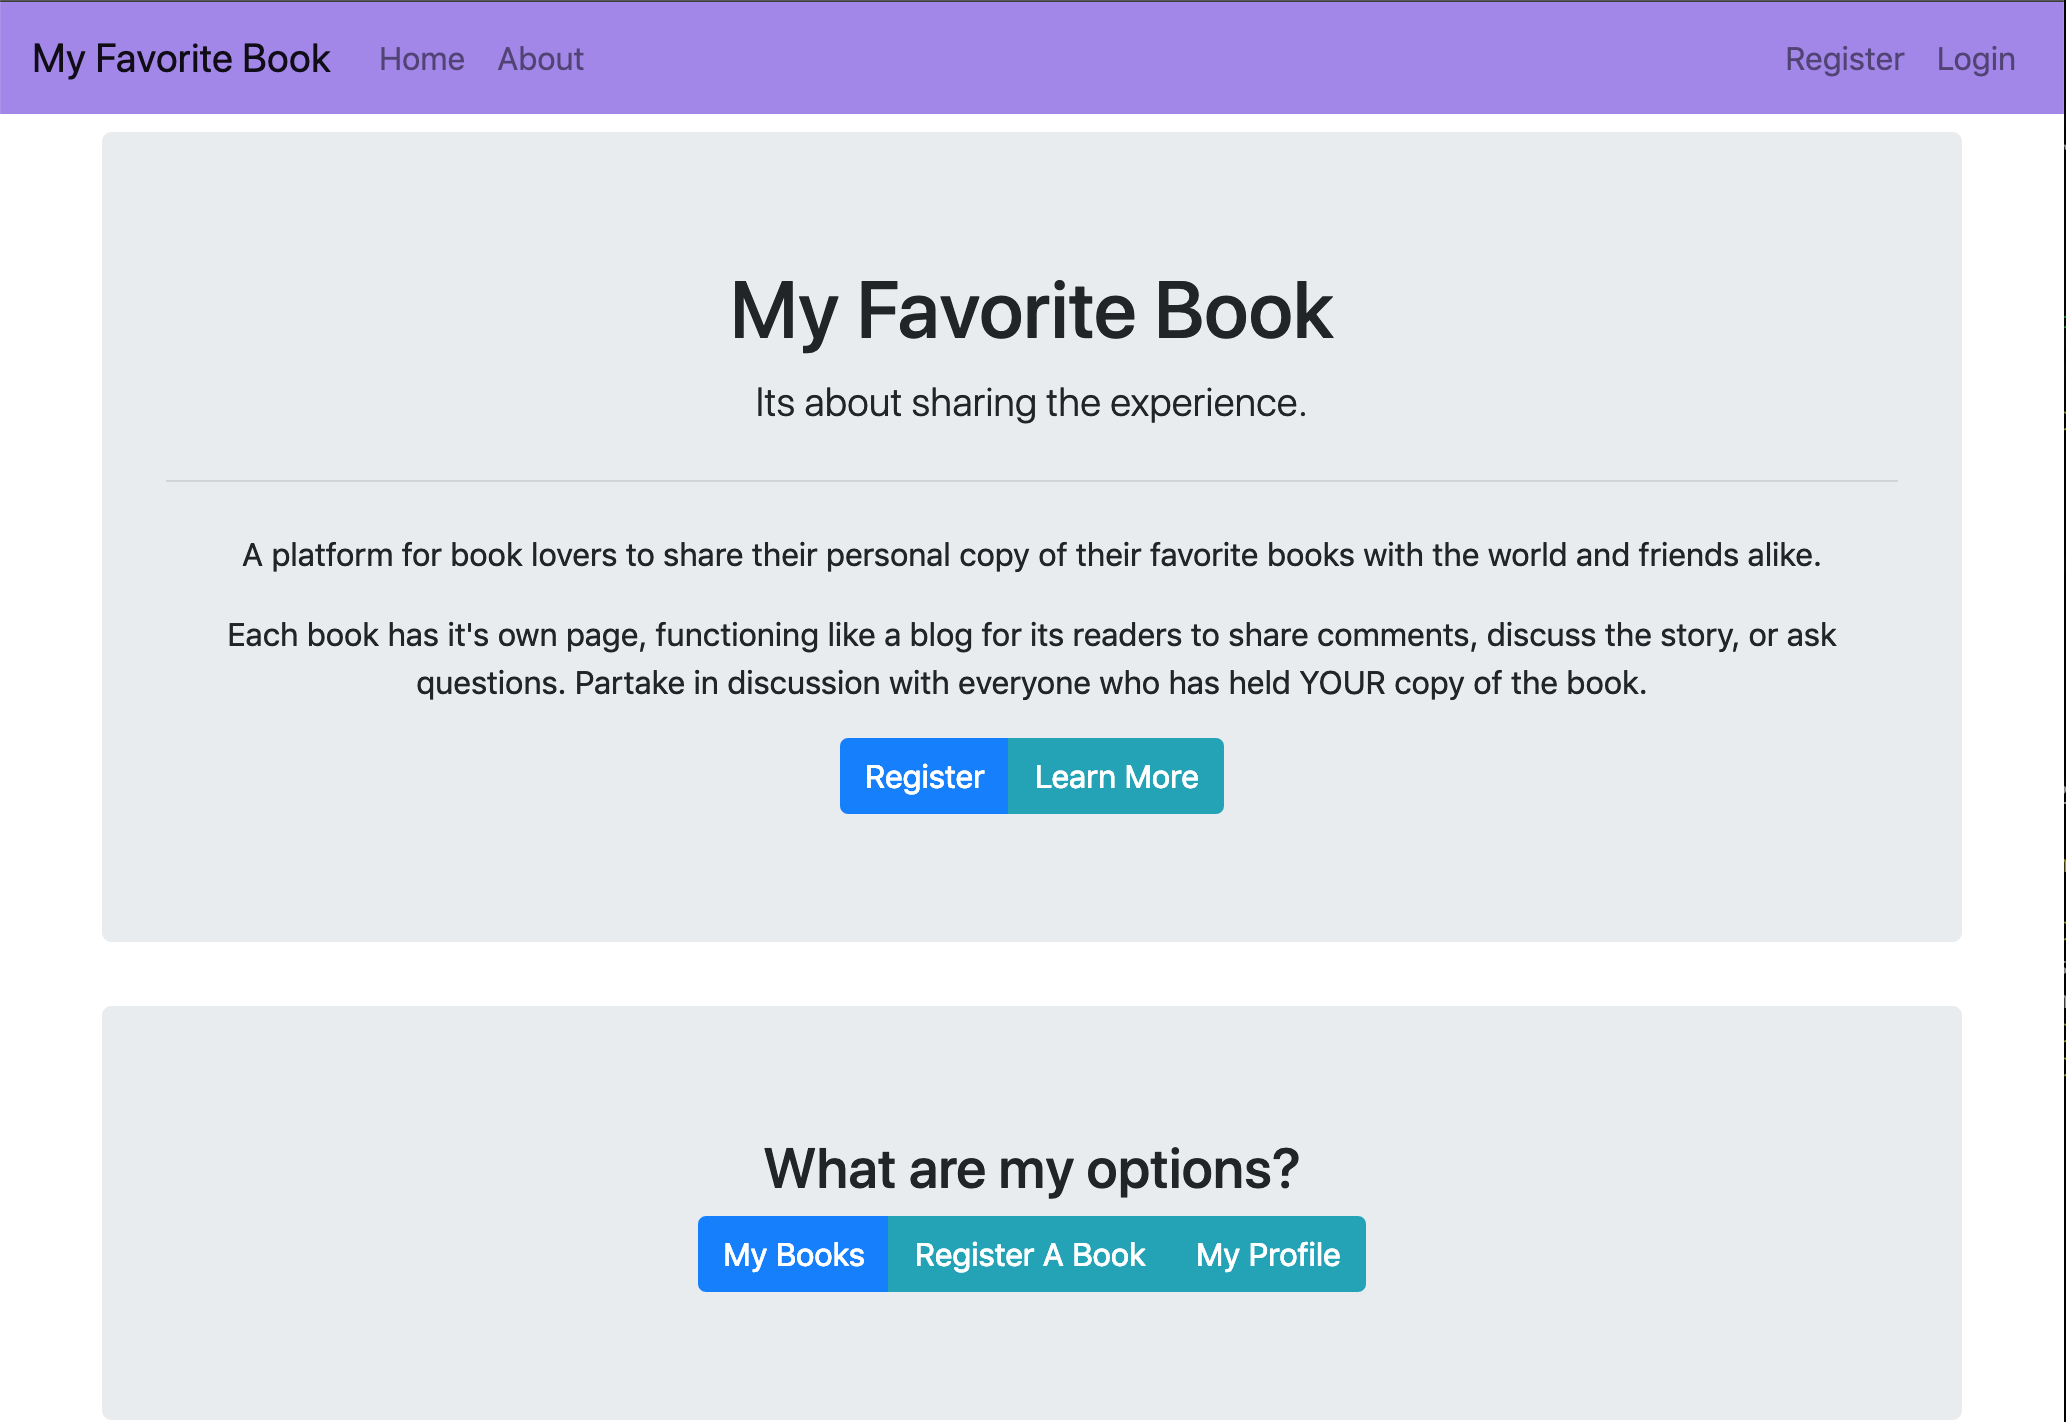 My Favorite Book Home About Register Login
My Favorite Book
Its about sharing the experience.
A platform for book lovers to share their personal copy of their favorite books with the world and friends alike.
Each book has it's own page, functioning like a blog for its readers to share comments, discuss the story, or ask
questions. Partake in discussion with everyone who has held YOUR copy of the book.
Register Learn More
What are my options?
My Books Register A Book My Profile